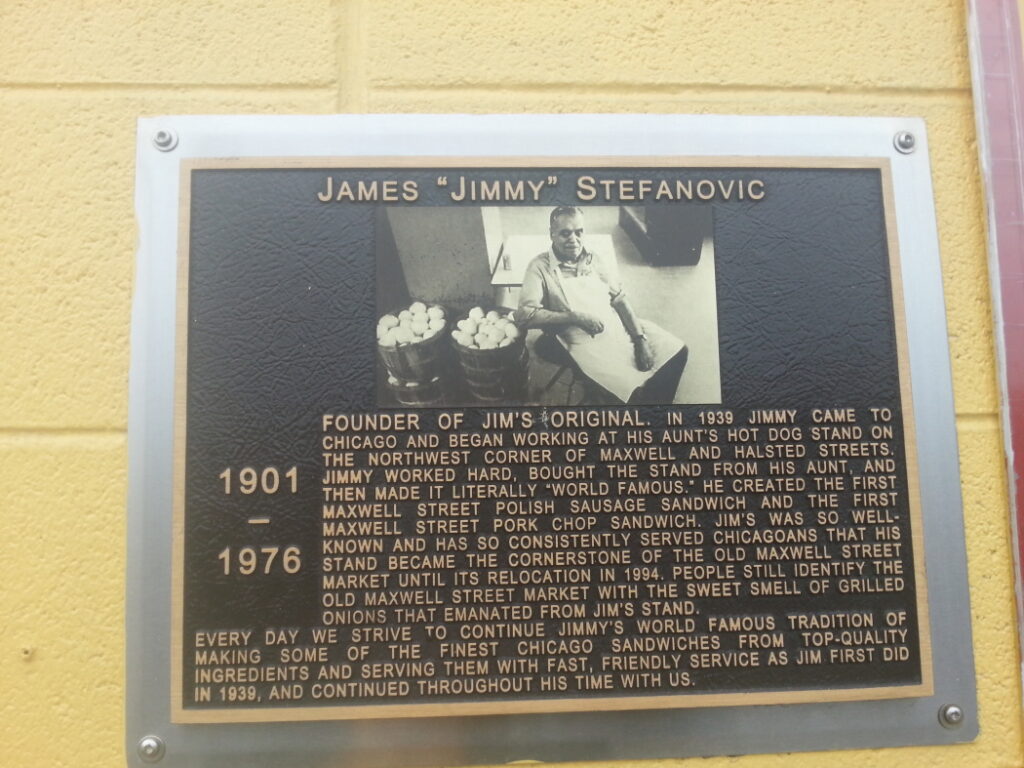 JAMES "JIMMY" STEFANOVIC
FOUNDER OF JIM'S ORIGINAL. IN 1939 JIMMY CAME TO
CHICAGO AND BEGAN WORKING AT HIS AUNT'S HOT DOG STAND ON
THE NORTHWEST CORNER OF MAXWELL AND HALSTED STREETS.
JIMMY WORKED HARD, BOUGHT THE STAND FROM HIS AUNT, AND
THEN MADE IT LITERALLY "WORLD FAMOUS." HE CREATED THE FIRST
MAXWELL STREET POLISH SAUSAGE SANDWICH AND THE FIRST
MAXWELL STREET PORK CHOP SANDWICH. JIM'S WAS SO WELL-
KNOWN AND HAS SO CONSISTENTLY SERVED CHICAGOANS THAT HIS
STAND BECAME THE CORNERSTONE OF THE OLD MAXWELL STREET
MARKET UNTIL ITS RELOCATION IN 1994. PEOPLE STILL IDENTIFY THE
OLD MAXWELL STREET MARKET WITH THE SWEET SMELL OF GRILLED
ONIONS THAT EMANATED FROM JIM'S STAND.
1901
–
1976
EVERY DAY WE STRIVE TO CONTINUE JIMMY'S WORLD FAMOUS TRADITION OF
MAKING SOME OF THE FINEST CHICAGO SANDWICHES FROM TOP-QUALITY
INGREDIENTS AND SERVING THEM WITH FAST, FRIENDLY SERVICE AS JIM FIRST DID
IN 1939, AND CONTINUED THROUGHOUT HIS TIME WITH US.